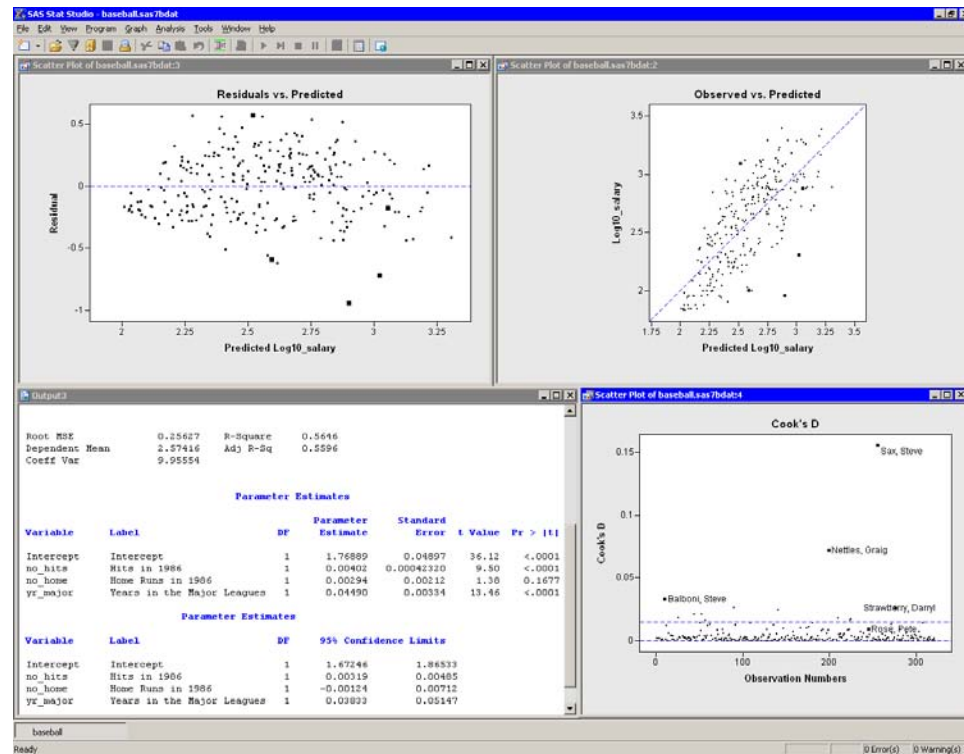 SAS Stat Studio - baseball.sas7bdat
File Edit View Program Graph Analysis Tools Window Help
Scatter Plot of baseball.sas7bdat:3
Residuals vs. Predicted
0.5
0
-0.5
-1
Residual
2 2.25 2.5 2.75 3 3.25
Predicted Log10_salary
Scatter Plot of baseball.sas7bdat:2
Observed vs. Predicted
3.5
3
2.5
2
Log10_salary
1.75 2 2.25 2.5 2.75 3 3.25 3.5
Predicted Log10_salary
Output3
Root MSE 0.25627 R-Square 0.5646
Dependent Mean 2.57416 Adj R-Sq 0.5596
Coeff Var 9.95554
Parameter Estimates
Parameter Standard
Variable Label DF Estimate Error t Value Pr > |t|
Intercept Intercept 1 1.76889 0.04897 36.12 <.0001
no_hits Hits in 1986 1 0.00402 0.00042320 9.50 <.0001
no_home Home Runs in 1986 1 0.00294 0.00212 1.38 0.1677
yr_major Years in the Major Leagues 1 0.04490 0.00334 13.46 <.0001
Parameter Estimates
Variable Label DF 95% Confidence Limits
Intercept Intercept 1 1.67246 1.86533
no_hits Hits in 1986 1 0.00319 0.00485
no_home Home Runs in 1986 1 -0.00124 0.00712
yr_major Years in the Major Leagues 1 0.03833 0.05147
Scatter Plot of baseball.sas7bdat:4
Cook's D
0.15
0.1
0.05
0
Cook's D
Sax, Steve
Nettles, Graig
Balboni, Steve
Strawberry, Darryl
Rose, Pete
0 100 200 300
Observation Numbers
baseball
Ready 0 Error(s) 0 Warning(s)